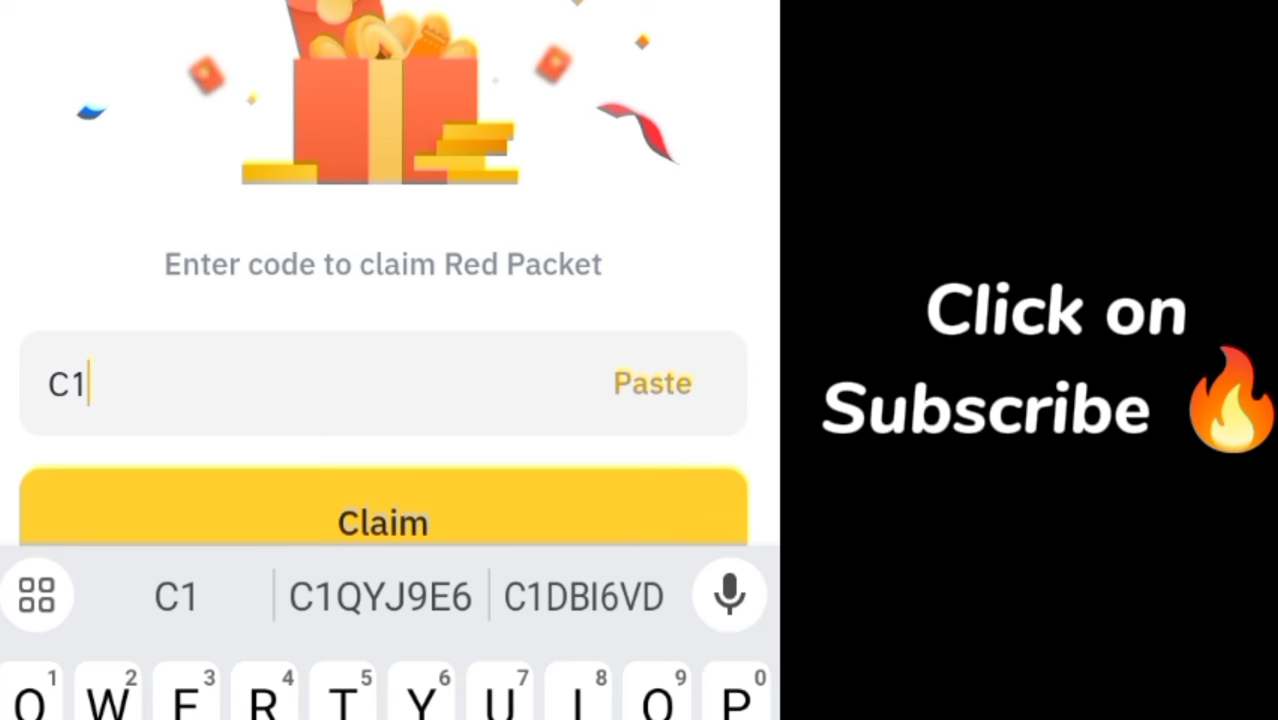 Enter code to claim Red Packet
C1
Paste
Claim
C1
C1QYJ9E6
C1DBI6VD
1 2 3 4 5 6 7 8 9 0
Q W E R T Y U I O P
Click on
Subscribe 🔥